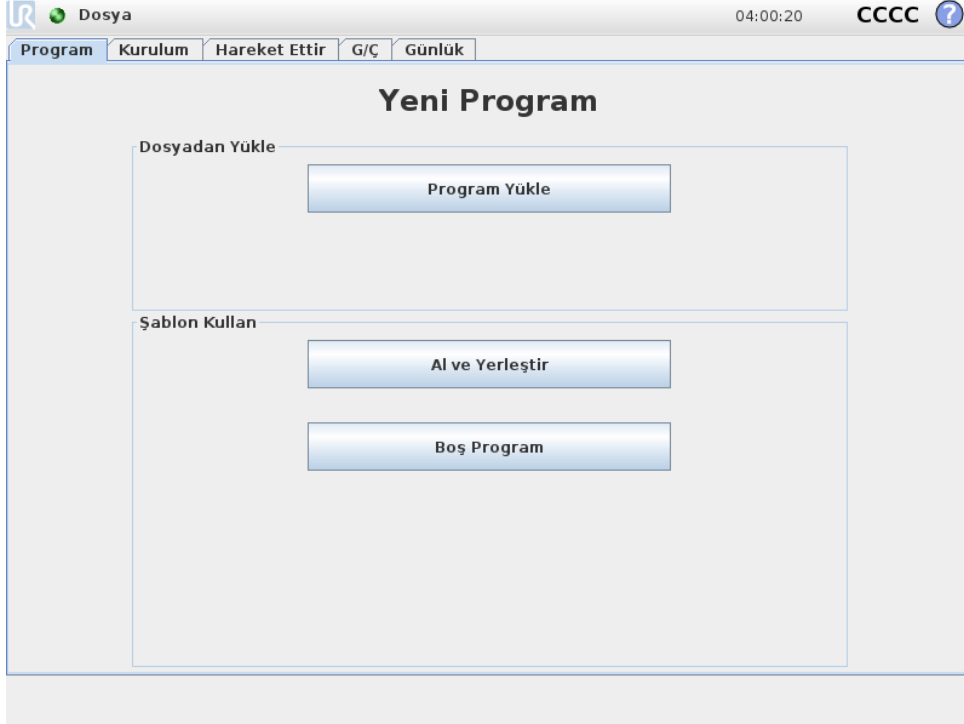 UR Dosya 04:00:20 CCCC ?
Program Kurulum Hareket Ettir G/Ç Günlük
Yeni Program
Dosyadan Yükle
Program Yükle
Şablon Kullan
Al ve Yerleştir
Boş Program